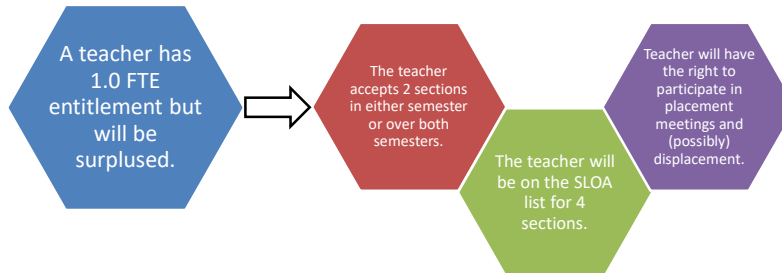 A teacher has
1.0 FTE
entitlement but
will be
surplused.
The teacher
accepts 2 sections
in either semester
or over both
semesters.
The teacher will
be on the SLOA
list for 4
sections.
Teacher will have
the right to
participate in
placement
meetings and
(possibly)
displacement.